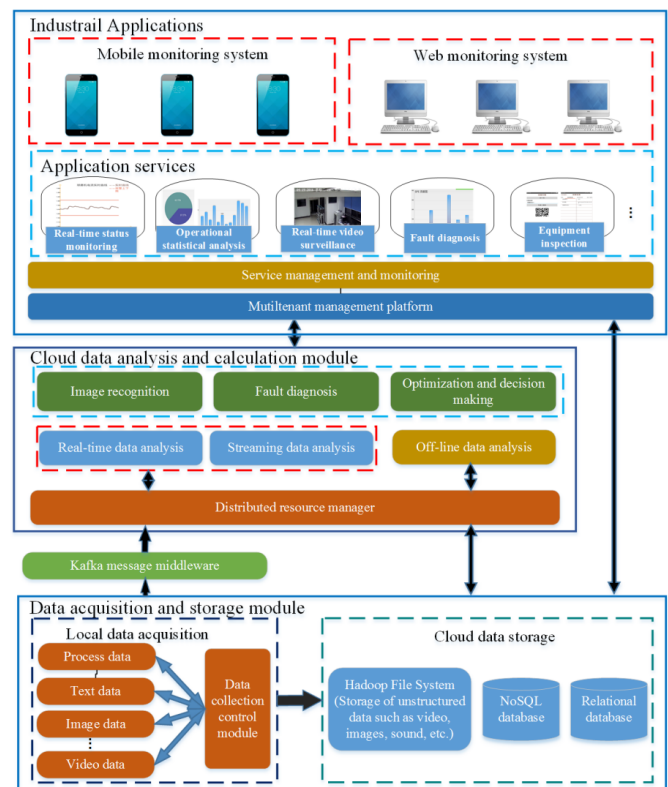 Industrail Applications
Mobile monitoring system
Web monitoring system
Application services
Real-time status
monitoring
Operational
statistical analysis
Real-time video
surveillance
Fault diagnosis
Equipment
inspection
Service management and monitoring
Mutiltenant management platform
Cloud data analysis and calculation module
Image recognition
Fault diagnosis
Optimization and decision
making
Real-time data analysis
Streaming data analysis
Off-line data analysis
Distributed resource manager
Kafka message middleware
Data acquisition and storage module
Local data acquisition
Process data
Text data
Image data
Video data
Data
collection
control
module
Cloud data storage
Hadoop File System
(Storage of unstructured
data such as video,
images, sound, etc.)
NoSQL
database
Relational
database